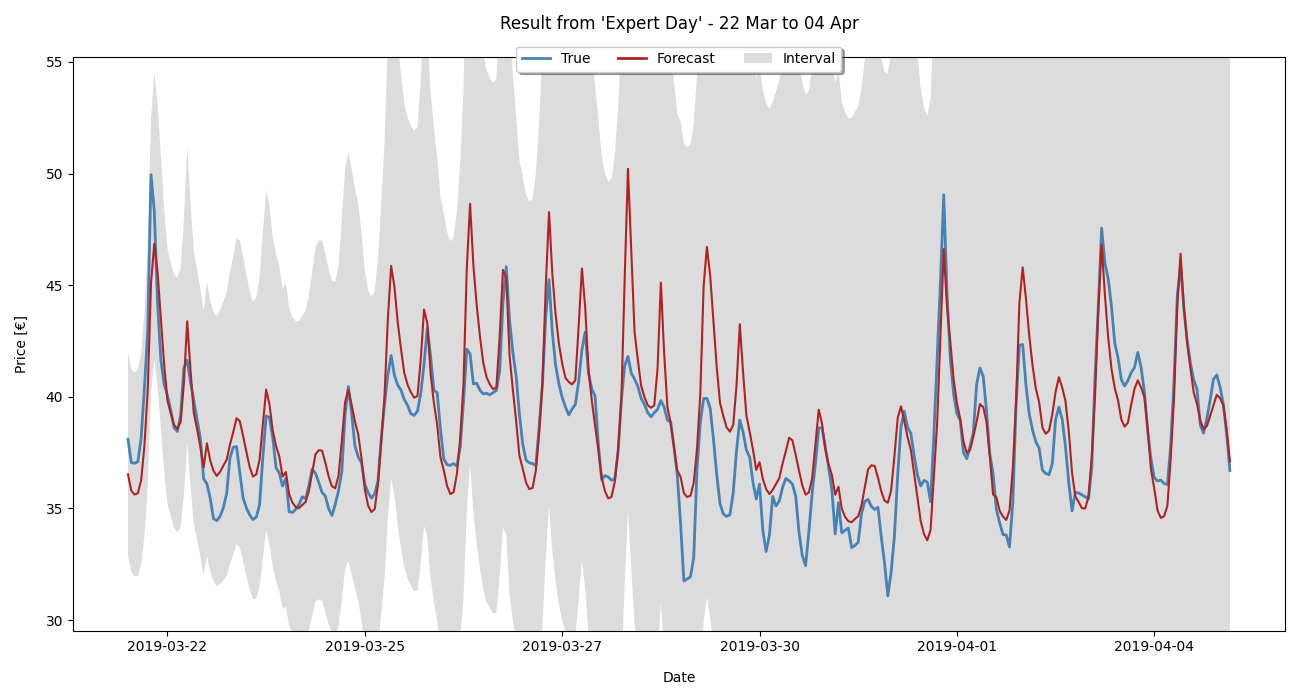 Result from 'Expert Day' - 22 Mar to 04 Apr
True Forecast Interval
55
50
45
40
35
30
Price [€]
2019-03-22 2019-03-25 2019-03-27 2019-03-30 2019-04-01 2019-04-04
Date